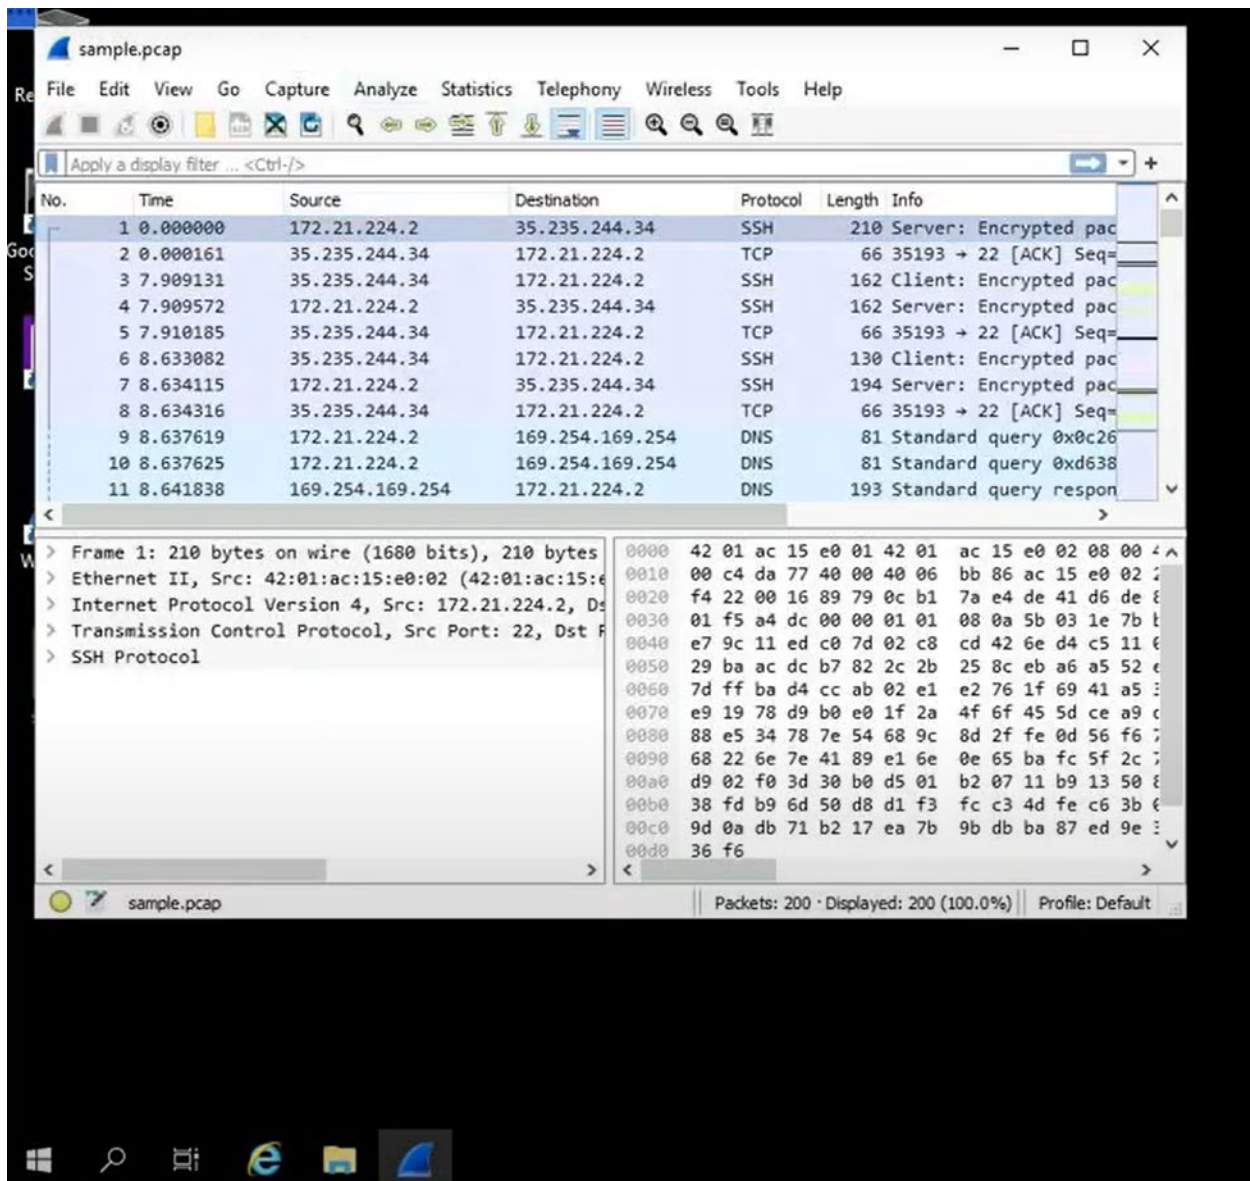 sample.pcap
File Edit View Go Capture Analyze Statistics Telephony Wireless Tools Help
Apply a display filter ... <Ctrl-/>
No. Time Source Destination Protocol Length Info
1 0.000000 172.21.224.2 35.235.244.34 SSH 210 Server: Encrypted pac
2 0.000161 35.235.244.34 172.21.224.2 TCP 66 35193 → 22 [ACK] Seq=
3 7.909131 35.235.244.34 172.21.224.2 SSH 162 Client: Encrypted pac
4 7.909572 172.21.224.2 35.235.244.34 SSH 162 Server: Encrypted pac
5 7.910185 35.235.244.34 172.21.224.2 TCP 66 35193 → 22 [ACK] Seq=
6 8.633082 35.235.244.34 172.21.224.2 SSH 130 Client: Encrypted pac
7 8.634115 172.21.224.2 35.235.244.34 SSH 194 Server: Encrypted pac
8 8.634316 35.235.244.34 172.21.224.2 TCP 66 35193 → 22 [ACK] Seq=
9 8.637619 172.21.224.2 169.254.169.254 DNS 81 Standard query 0x0c26
10 8.637625 172.21.224.2 169.254.169.254 DNS 81 Standard query 0xd638
11 8.641838 169.254.169.254 172.21.224.2 DNS 193 Standard query respon
Frame 1: 210 bytes on wire (1680 bits), 210 bytes
Ethernet II, Src: 42:01:ac:15:e0:02 (42:01:ac:15:e
Internet Protocol Version 4, Src: 172.21.224.2, Ds
Transmission Control Protocol, Src Port: 22, Dst P
SSH Protocol
0000 42 01 ac 15 e0 01 42 01 ac 15 e0 02 08 00 4
0010 00 c4 da 77 40 00 40 06 bb 86 ac 15 e0 02 2
0020 f4 22 00 16 89 79 0c b1 7a e4 de 41 d6 de 8
0030 01 f5 a4 dc 00 00 01 01 08 0a 5b 03 1e 7b b
0040 e7 9c 11 ed c0 7d 02 c8 cd 42 6e d4 c5 11
0050 29 ba ac dc b7 82 2c 2b 25 8c eb a6 a5 52
0060 7d ff ba d4 cc ab 02 e1 e2 76 1f 69 41 a5
0070 e9 19 78 d9 b0 e0 1f 2a 4f 6f 45 5d ce a9
0080 88 e5 34 78 7e 54 68 9c 8d 2f fe 0d 56 f6
0090 68 22 6e 7e 41 89 e1 6e 0e 65 ba fc 5f 2c
00a0 d9 02 f0 3d 30 b0 d5 01 b2 07 11 b9 13 50
00b0 38 fd b9 6d 50 d8 d1 f3 fc c3 4d fe c6 3b
00c0 9d 0a db 71 b2 17 ea 7b 9b db ba 87 ed 9e
00d0 36 f6
sample.pcap Packets: 200 · Displayed: 200 (100.0%) Profile: Default